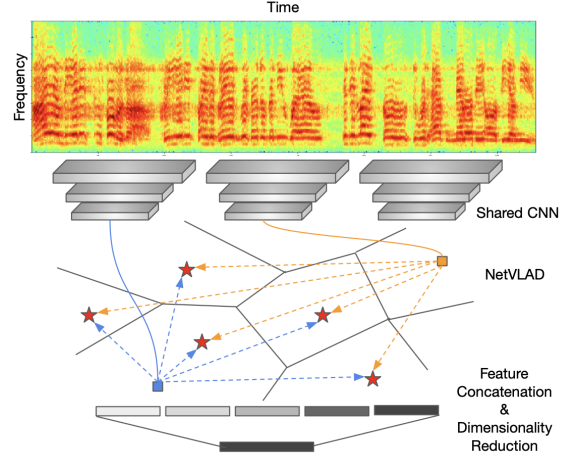 Time
Frequency
Shared CNN
NetVLAD
Feature
Concatenation
&
Dimensionality
Reduction